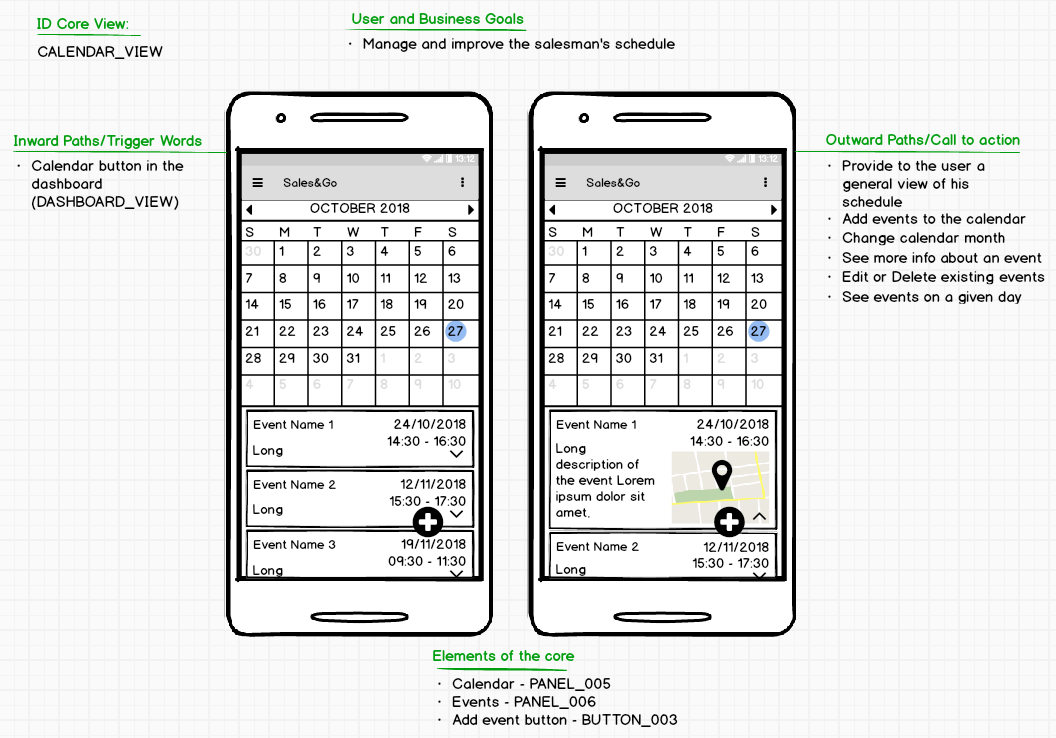 ID Core View:
CALENDAR_VIEW
User and Business Goals
· Manage and improve the salesman's schedule
Inward Paths/Trigger Words
· Calendar button in the
dashboard
(DASHBOARD_VIEW)
13:12
Sales&Go
OCTOBER 2018
S M T W T F S
30 1 2 3 4 5 6
7 8 9 10 11 12 13
14 15 16 17 18 19 20
21 22 23 24 25 26 27
28 29 30 31 1 2 3
4 5 6 7 8 9 10
Event Name 1 24/10/2018
14:30 - 16:30
Long
Event Name 2 12/11/2018
15:30 - 17:30
Long
Event Name 3 19/11/2018
09:30 - 11:30
Long
13:12
Sales&Go
OCTOBER 2018
S M T W T F S
30 1 2 3 4 5 6
7 8 9 10 11 12 13
14 15 16 17 18 19 20
21 22 23 24 25 26 27
28 29 30 31 1 2 3
4 5 6 7 8 9 10
Event Name 1 24/10/2018
14:30 - 16:30
Long
description of
the event Lorem
ipsum dolor sit
amet.
Event Name 2 12/11/2018
15:30 - 17:30
Long
Outward Paths/Call to action
· Provide to the user a
general view of his
schedule
· Add events to the calendar
· Change calendar month
· See more info about an event
· Edit or Delete existing events
· See events on a given day
Elements of the core
· Calendar - PANEL_005
· Events - PANEL_006
· Add event button - BUTTON_003